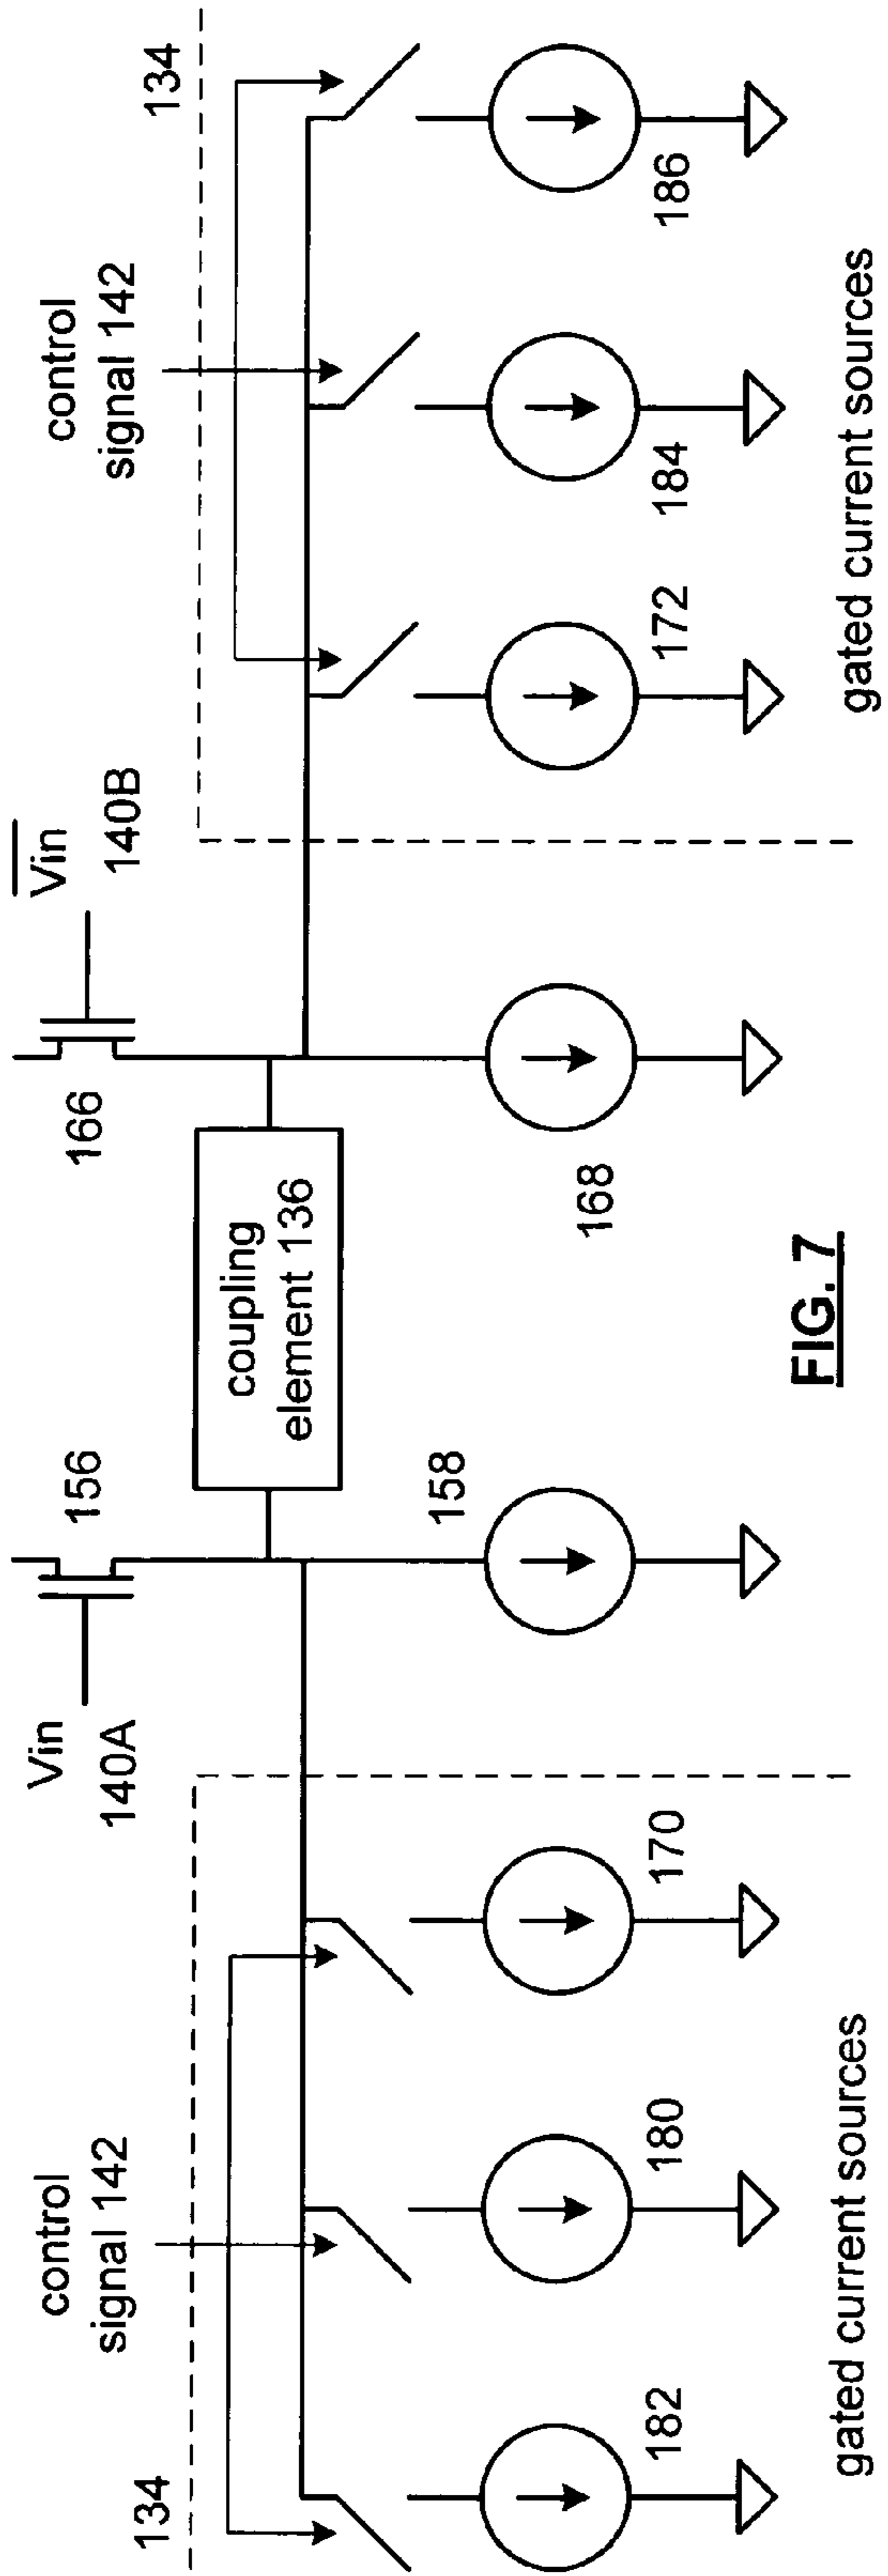 134
control
signal 142
Vin
140A
156
166
V̅i̅n̅
140B
control
signal 142
134
coupling
element 136
182
180
170
158
168
172
184
186
gated current sources
FIG. 7
gated current sources